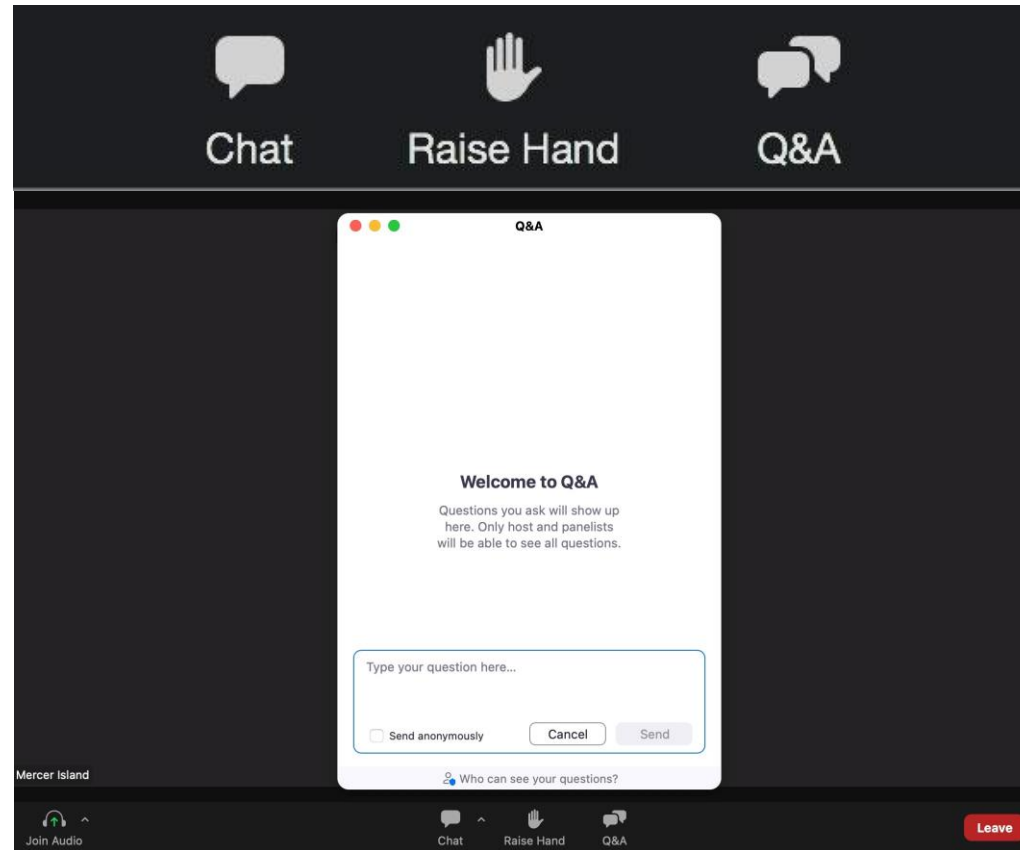 Chat Raise Hand Q&A
Q&A
Welcome to Q&A
Questions you ask will show up
here. Only host and panelists
will be able to see all questions.
Type your question here...
Send anonymously Cancel Send
Who can see your questions?
Mercer Island
Join Audio Chat Raise Hand Q&A Leave